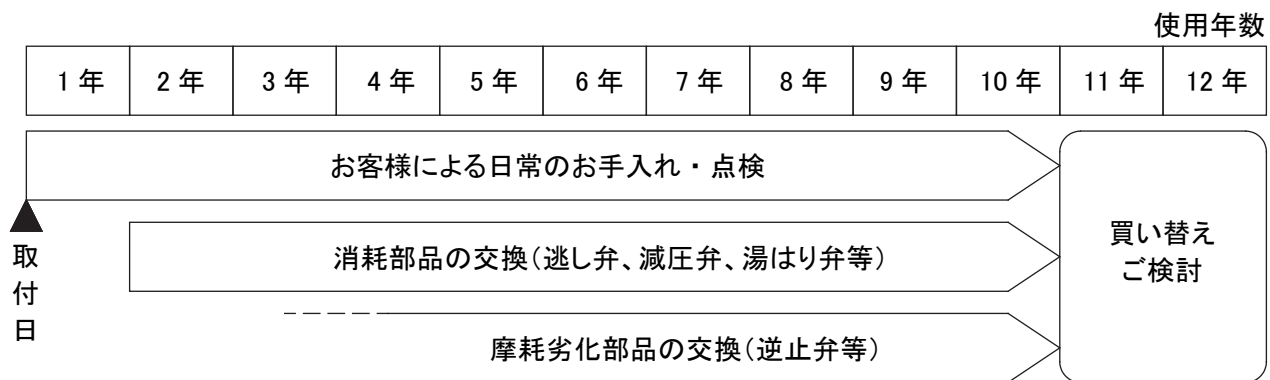 使用年数
1年 2年 3年 4年 5年 6年 7年 8年 9年 10年 11年 12年
お客様による日常のお手入れ・点検
取付日
消耗部品の交換(逃し弁、減圧弁、湯はり弁等)
買い替え
ご検討
摩耗劣化部品の交換(逆止弁等)